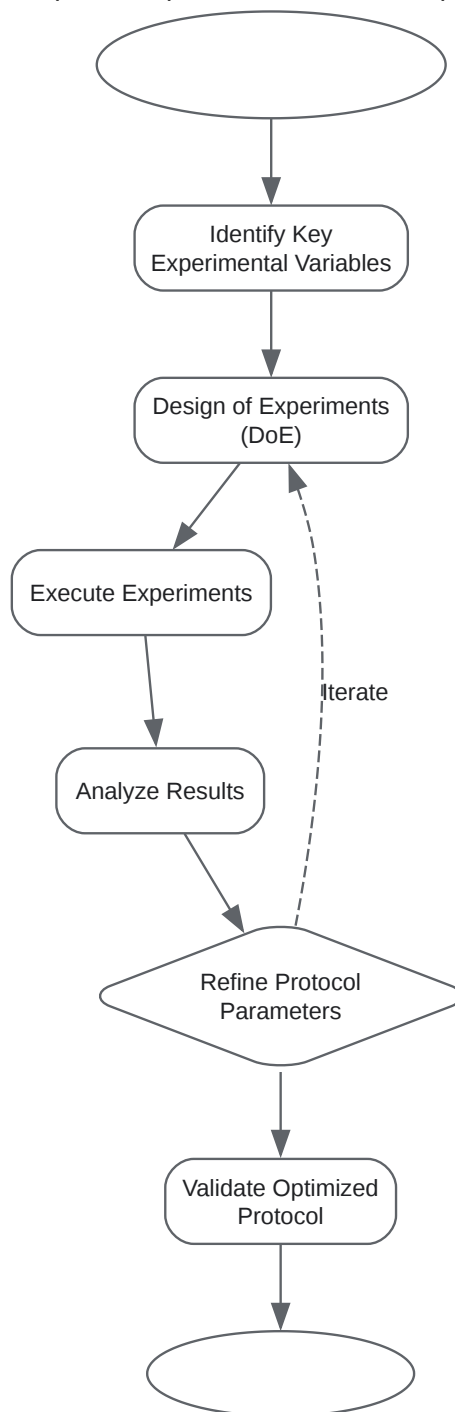 Identify Key
Experimental Variables
Design of Experiments
(DoE)
Execute Experiments
Iterate
Analyze Results
Refine Protocol
Parameters
Validate Optimized
Protocol